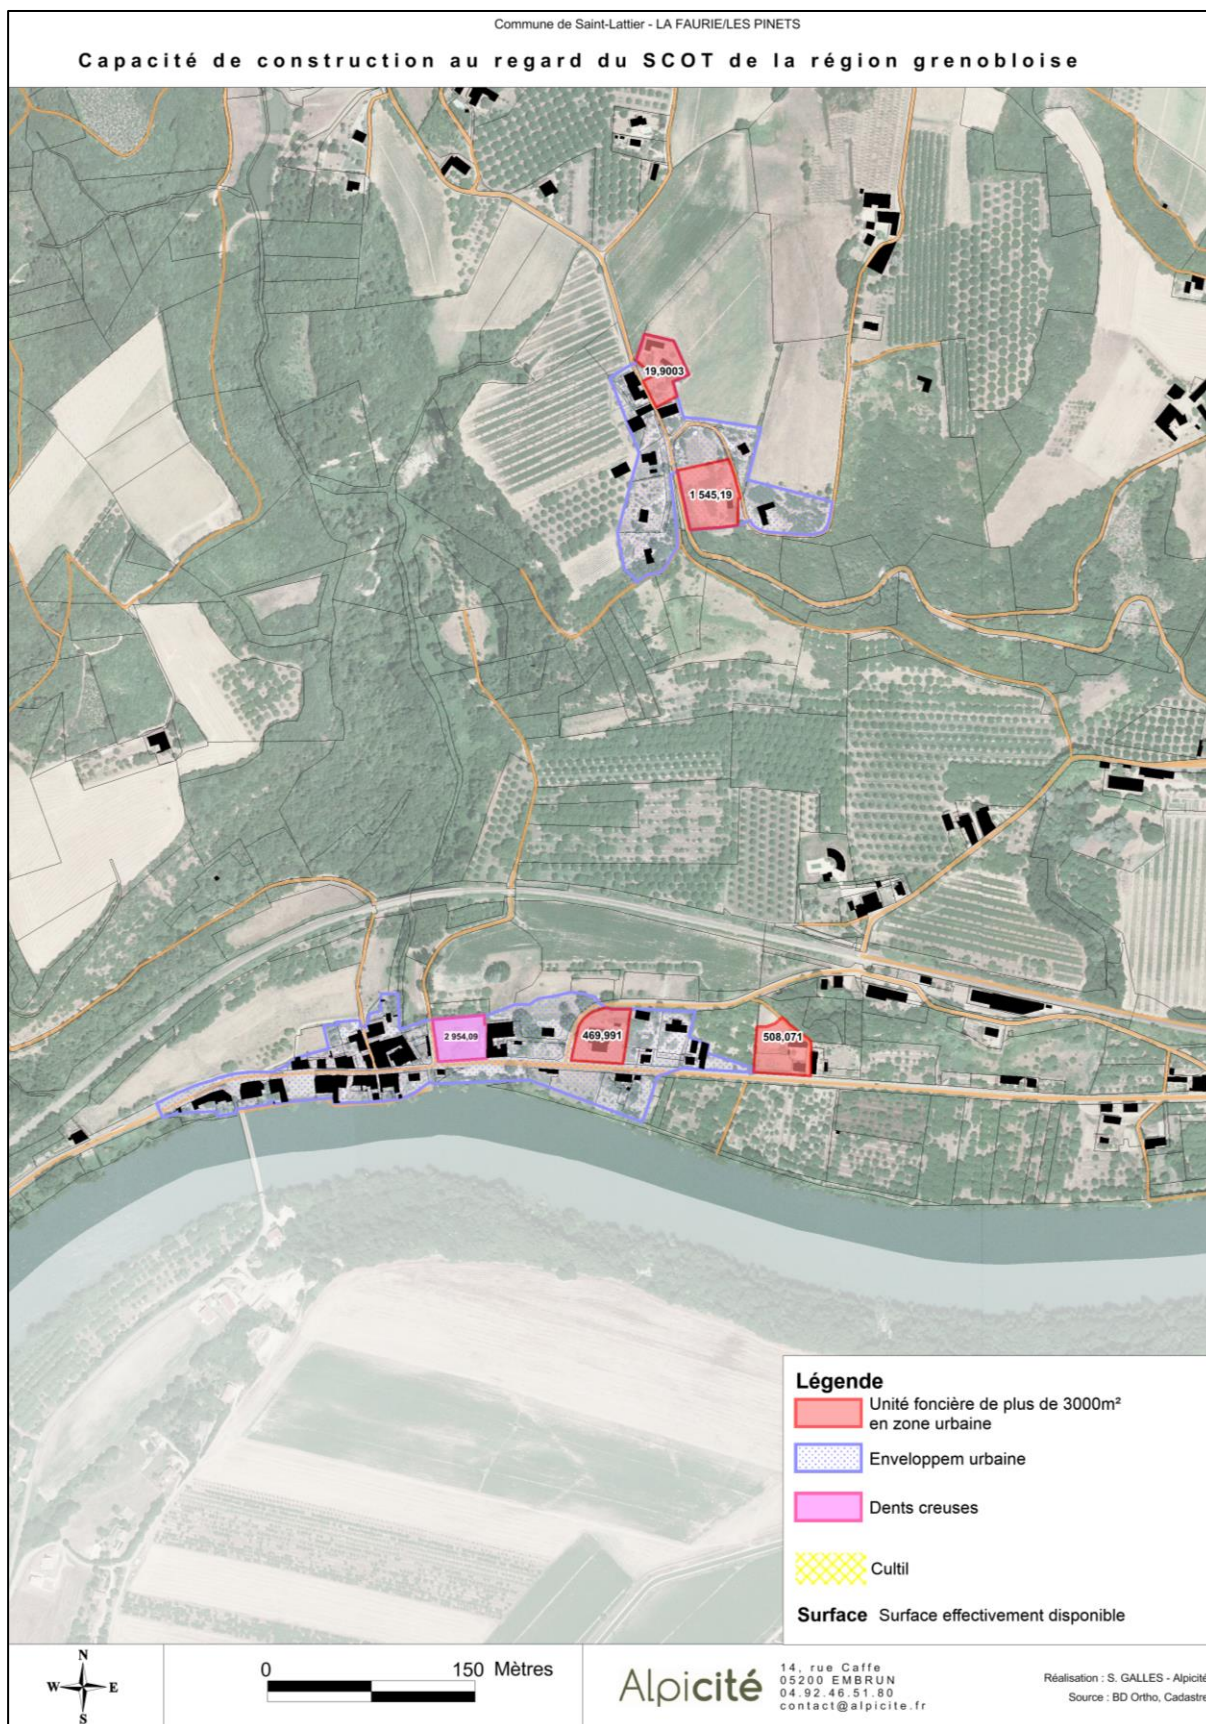 Commune de Saint-Lattier - LA FAURIE/LES PINETS
Capacité de construction au regard du SCOT de la région grenobloise
19,9003
1 545,19
2 954,09
469,991
508,071
Légende
Unité foncière de plus de 3000m²
en zone urbaine
Enveloppem urbaine
Dents creuses
Cultil
Surface Surface effectivement disponible
N
W E
S
0 150 Mètres
Alpicité
14, rue Caffe
05200 EMBRUN
04.92.46.51.80
contact@alpicite.fr
Réalisation : S. GALLES - Alpicité
Source : BD Ortho, Cadastre